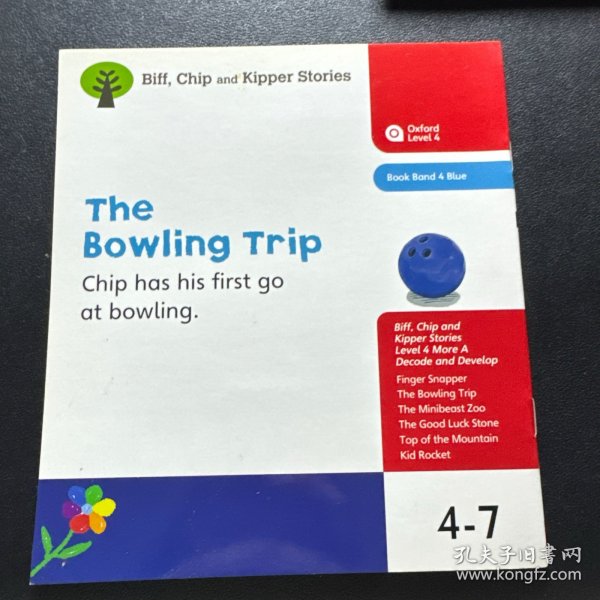 Biff, Chip and Kipper Stories
Oxford
Level 4
Book Band 4 Blue
The
Bowling Trip
Chip has his first go
at bowling.
Biff, Chip and
Kipper Stories
Level 4 More A
Decode and Develop
Finger Snapper
The Bowling Trip
The Minibeast Zoo
The Good Luck Stone
Top of the Mountain
Kid Rocket
4-7
孔夫子旧书网
www.kongfz.com